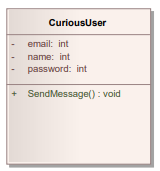 CuriousUser
- email: int
- name: int
- password: int
+ SendMessage() : void